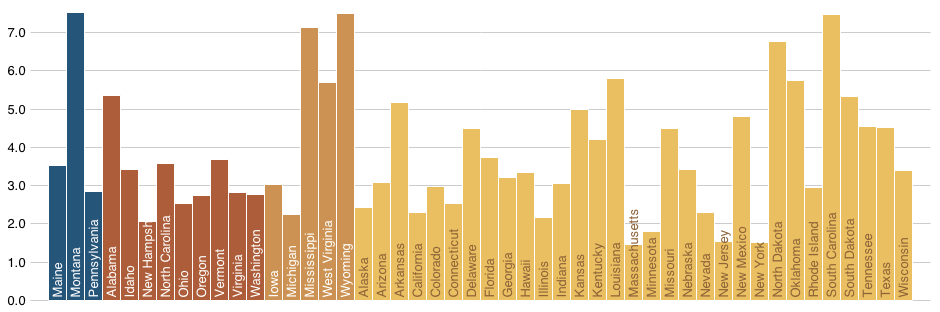 7.0
6.0
5.0
4.0
3.0
2.0
1.0
0.0
Maine
Montana
Pennsylvania
Alabama
Idaho
New Hampsh
North Carolina
Ohio
Oregon
Vermont
Virginia
Washington
Iowa
Michigan
Mississippi
West Virginia
Wyoming
Alaska
Arizona
Arkansas
California
Colorado
Connecticut
Delaware
Florida
Georgia
Hawaii
Illinois
Indiana
Kansas
Kentucky
Louisiana
Massachusetts
Minnesota
Missouri
Nebraska
Nevada
New Jersey
New Mexico
New York
North Dakota
Oklahoma
Rhode Island
South Carolina
South Dakota
Tennessee
Texas
Wisconsin